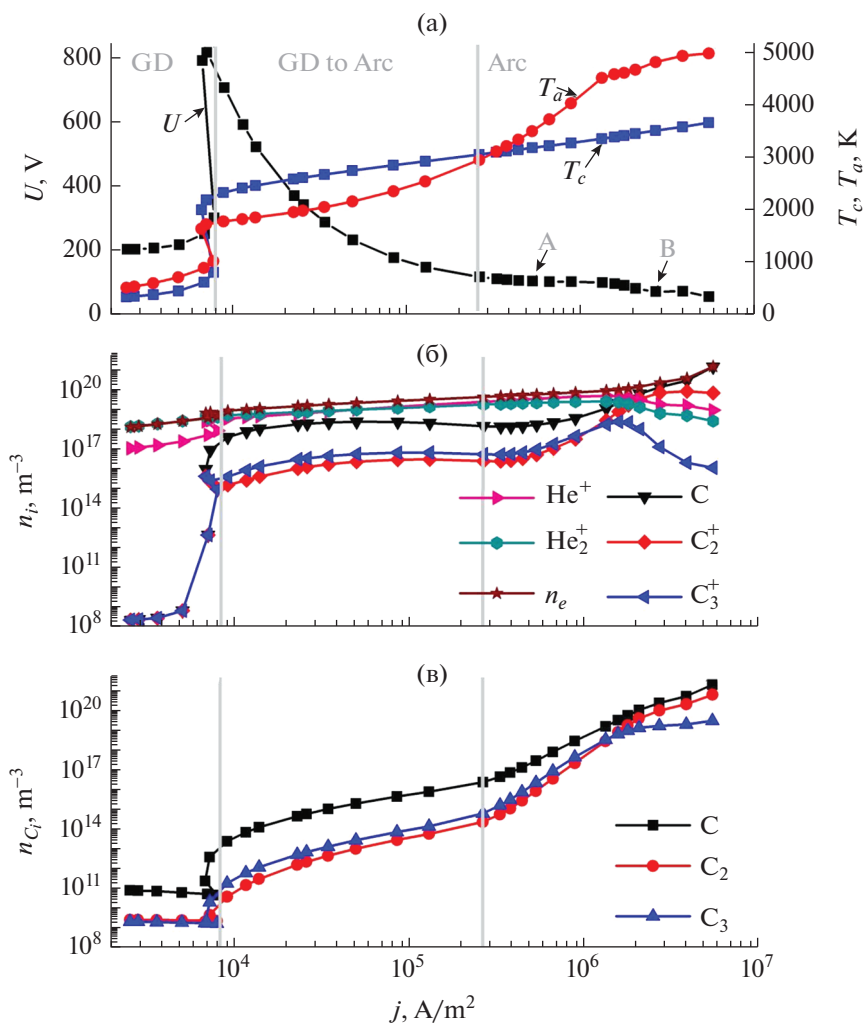 (а)
GD
GD to Arc
Arc
800
600
400
200
0
U, V
U
T_a
T_c
A
B
5000
4000
3000
2000
1000
0
T_c, T_a, K
(б)
10^20
10^17
10^14
10^11
10^8
n_i, m^−3
He^+
C
He_2^+
C_2^+
n_e
C_3^+
(в)
10^20
10^17
10^14
10^11
10^8
n_{C_i}, m^−3
C
C_2
C_3
10^4
10^5
10^6
10^7
j, A/m^2